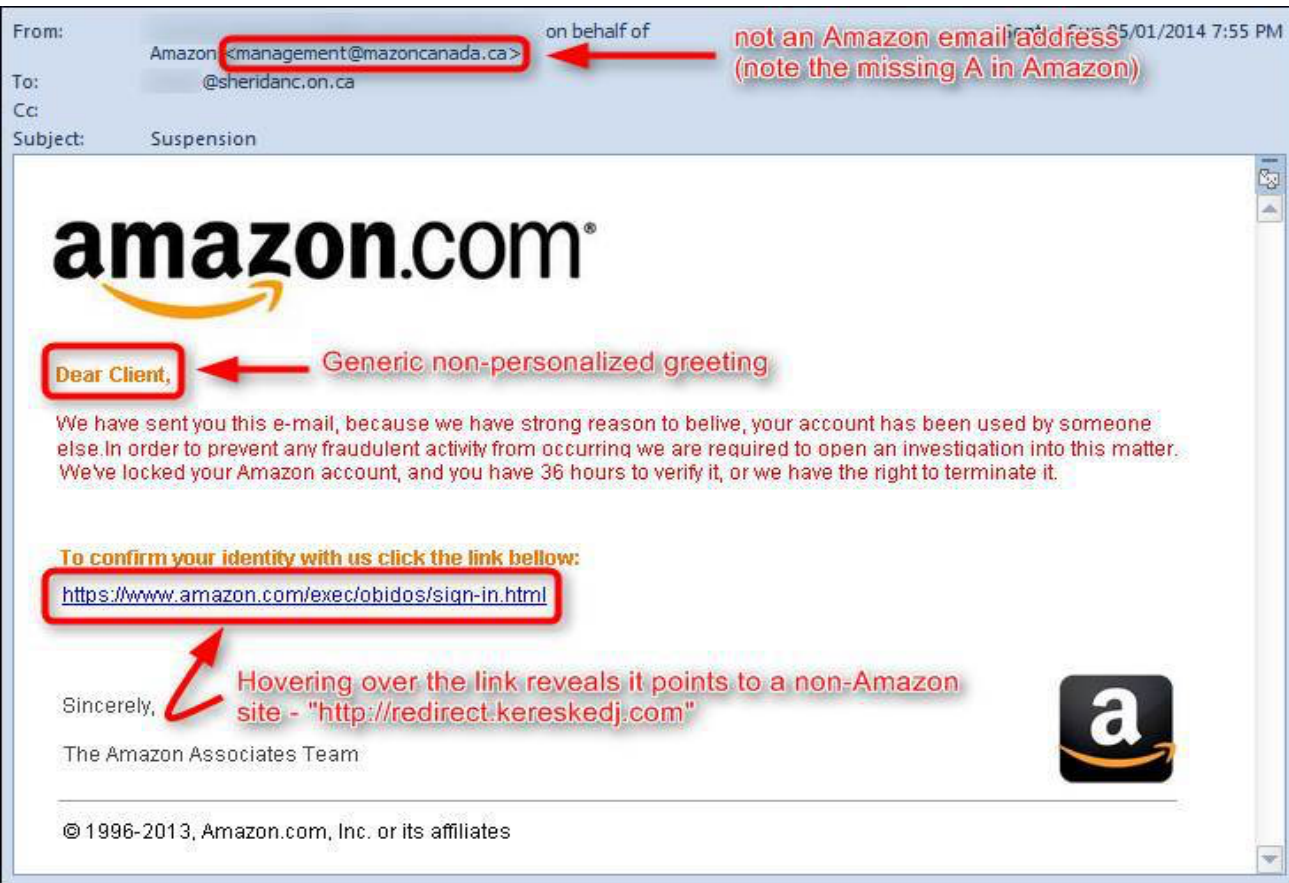 From: on behalf of
Amazon <management@mazoncanada.ca>
not an Amazon email address
5/01/2014 7:55 PM
(note the missing A in Amazon)
To: @sheridanc.on.ca
Cc:
Subject: Suspension
amazon.com®
Dear Client,
Generic non-personalized greeting
We have sent you this e-mail, because we have strong reason to belive, your account has been used by someone
else.In order to prevent any fraudulent activity from occurring we are required to open an investigation into this matter.
We've locked your Amazon account, and you have 36 hours to verify it, or we have the right to terminate it.
To confirm your identity with us click the link bellow:
https://www.amazon.com/exec/obidos/sign-in.html
Hovering over the link reveals it points to a non-Amazon
site - "http://redirect.kereskedj.com"
Sincerely,
The Amazon Associates Team
a
© 1996-2013, Amazon.com, Inc. or its affiliates